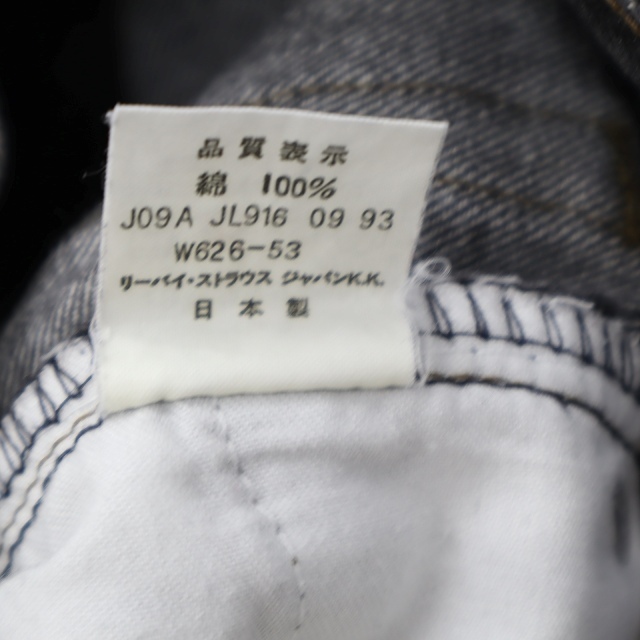 品質表示
綿 100%
J09A JL916 09 93
W626-53
リーバイ・ストラウス ジャパンK.K.
日本製